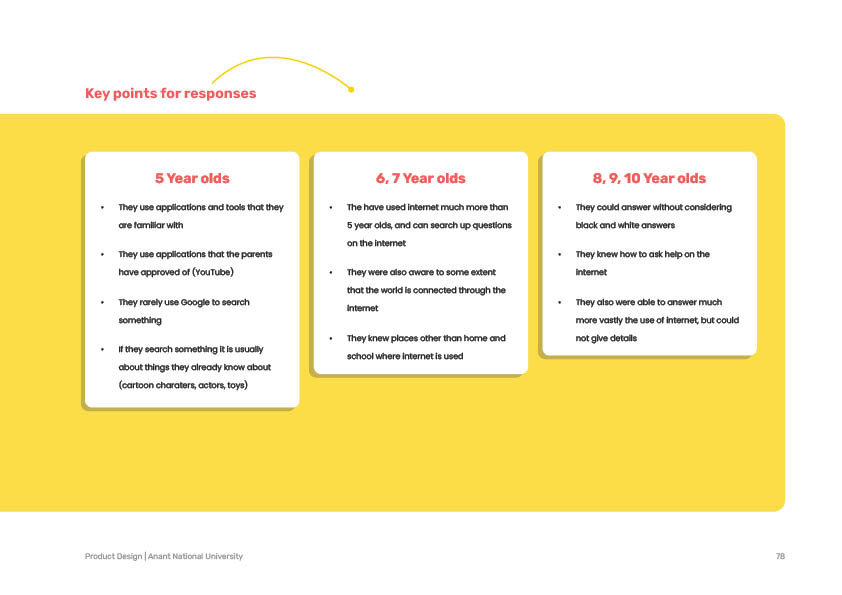 Key points for responses
5 Year olds
• They use applications and tools that they
are familiar with
• They use applications that the parents
have approved of (YouTube)
• They rarely use Google to search
something
• If they search something it is usually
about things they already know about
(cartoon charaters, actors, toys)
6, 7 Year olds
• The have used internet much more than
5 year olds, and can search up questions
on the internet
• They were also aware to some extent
that the world is connected through the
internet
• They knew places other than home and
school where internet is used
8, 9, 10 Year olds
• They could answer without considering
black and white answers
• They knew how to ask help on the
internet
• They also were able to answer much
more vastly the use of internet, but could
not give details
Product Design | Anant National University
78